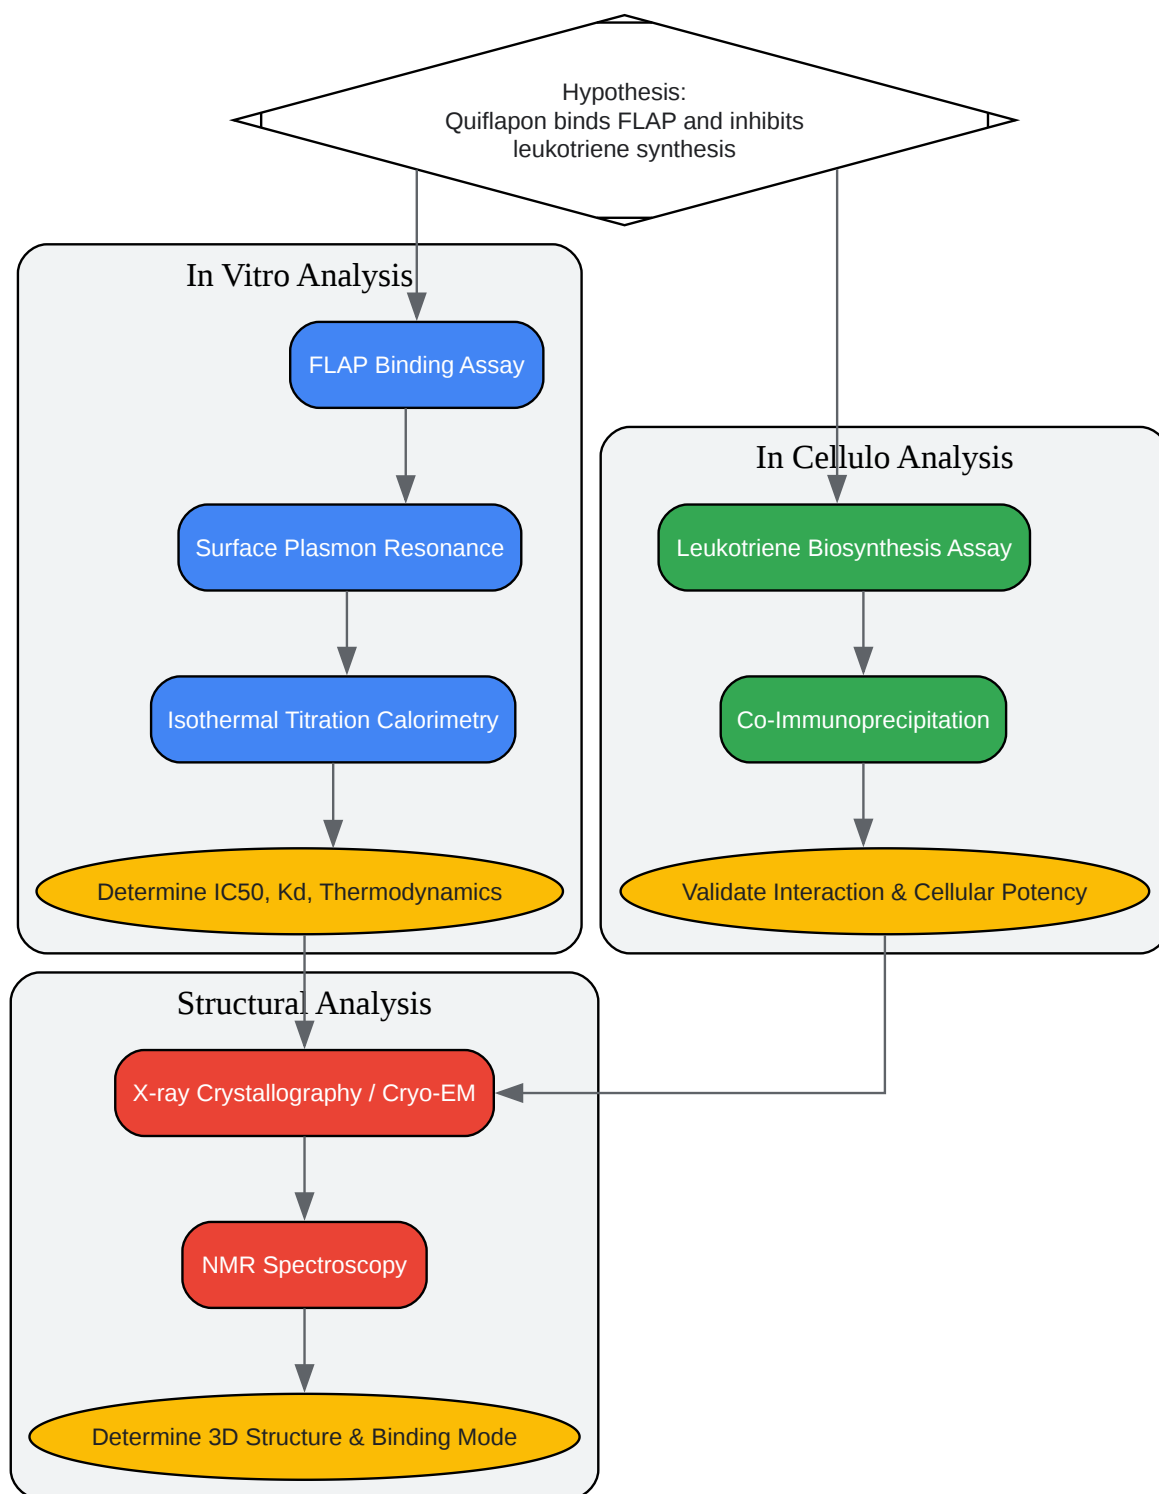 Hypothesis:
Quiflapon binds FLAP and inhibits
leukotriene synthesis
In Vitro Analysis
FLAP Binding Assay
Surface Plasmon Resonance
Isothermal Titration Calorimetry
Determine IC50, Kd, Thermodynamics
In Cellulo Analysis
Leukotriene Biosynthesis Assay
Co-Immunoprecipitation
Validate Interaction & Cellular Potency
Structural Analysis
X-ray Crystallography / Cryo-EM
NMR Spectroscopy
Determine 3D Structure & Binding Mode